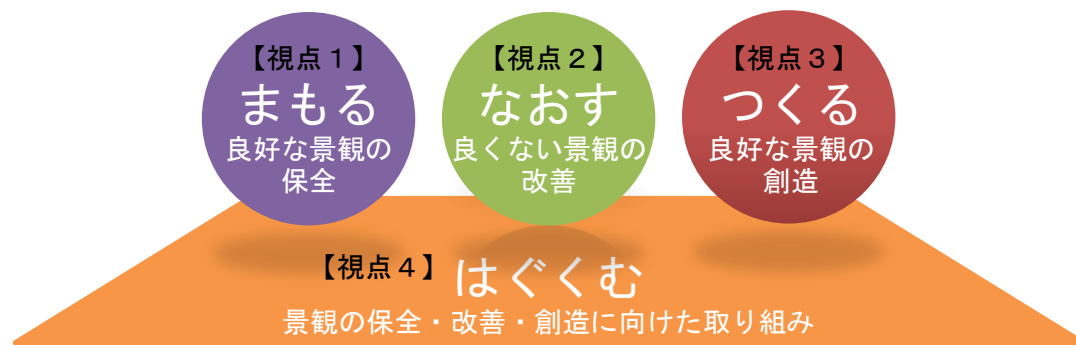 【視点１】
まもる
良好な景観の
保全
【視点２】
なおす
良くない景観の
改善
【視点３】
つくる
良好な景観の
創造
【視点４】はぐくむ
景観の保全・改善・創造に向けた取り組み